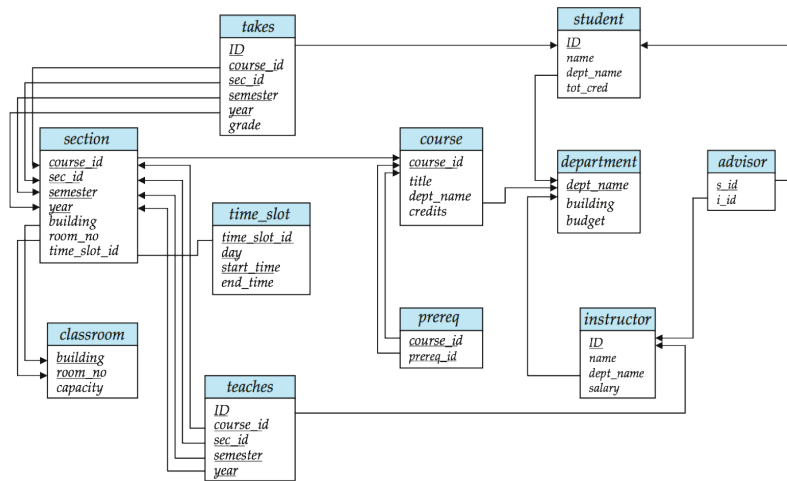 takes
ID
course_id
sec_id
semester
year
grade
student
ID
name
dept_name
tot_cred
section
course_id
sec_id
semester
year
building
room_no
time_slot_id
course
course_id
title
dept_name
credits
department
dept_name
building
budget
advisor
s_id
i_id
time_slot
time_slot_id
day
start_time
end_time
prereq
course_id
prereq_id
instructor
ID
name
dept_name
salary
classroom
building
room_no
capacity
teaches
ID
course_id
sec_id
semester
year